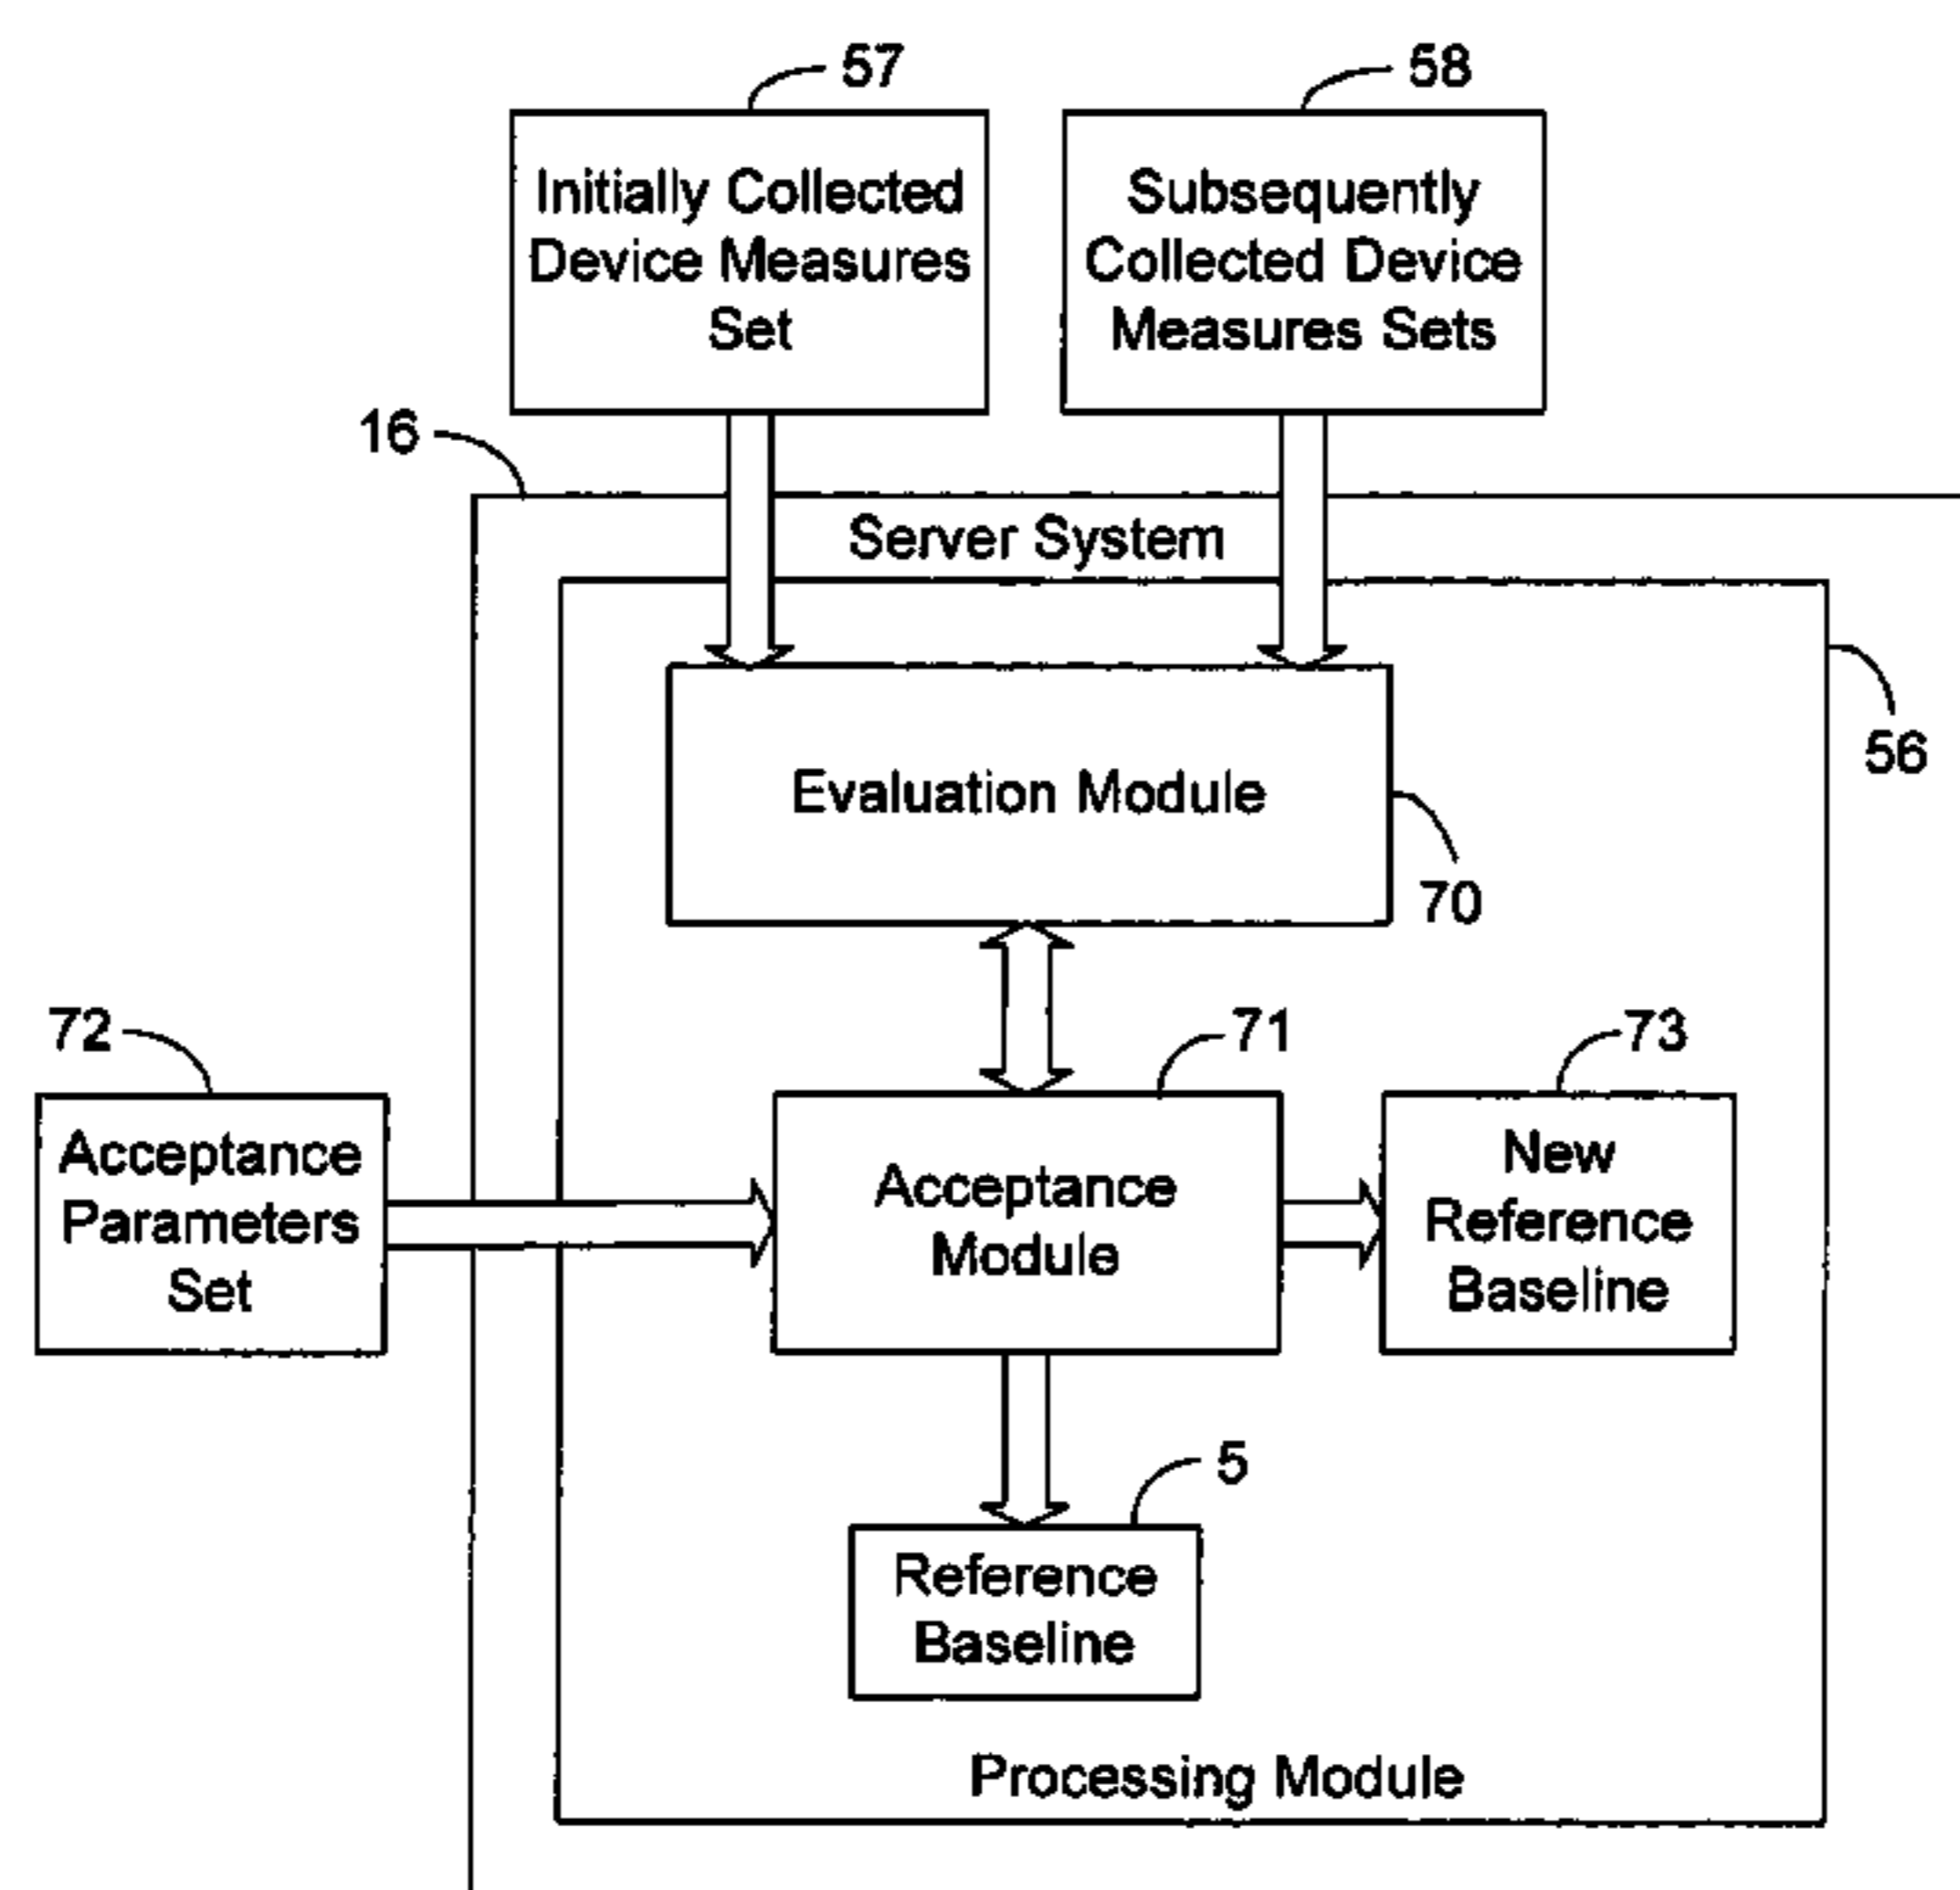 57
58
Initially Collected
Device Measures
Set
Subsequently
Collected Device
Measures Sets
16
Server System
56
Evaluation Module
70
72
71
73
Acceptance
Parameters
Set
Acceptance
Module
New
Reference
Baseline
5
Reference
Baseline
Processing Module